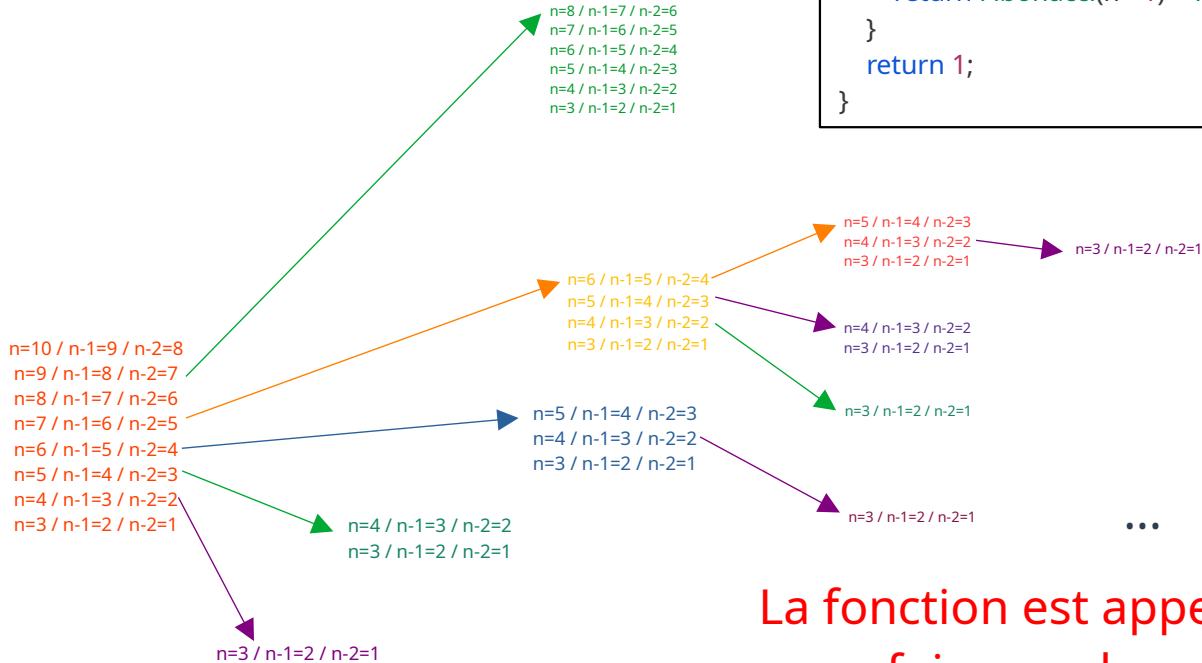 n=8 / n-1=7 / n-2=6
n=7 / n-1=6 / n-2=5
n=6 / n-1=5 / n-2=4
n=5 / n-1=4 / n-2=3
n=4 / n-1=3 / n-2=2
n=3 / n-1=2 / n-2=1
}
return 1;
}
n=5 / n-1=4 / n-2=3
n=4 / n-1=3 / n-2=2
n=3 / n-1=2 / n-2=1
n=3 / n-1=2 / n-2=1
n=6 / n-1=5 / n-2=4
n=5 / n-1=4 / n-2=3
n=4 / n-1=3 / n-2=2
n=3 / n-1=2 / n-2=1
n=4 / n-1=3 / n-2=2
n=3 / n-1=2 / n-2=1
n=3 / n-1=2 / n-2=1
n=10 / n-1=9 / n-2=8
n=9 / n-1=8 / n-2=7
n=8 / n-1=7 / n-2=6
n=7 / n-1=6 / n-2=5
n=6 / n-1=5 / n-2=4
n=5 / n-1=4 / n-2=3
n=4 / n-1=3 / n-2=2
n=3 / n-1=2 / n-2=1
n=5 / n-1=4 / n-2=3
n=4 / n-1=3 / n-2=2
n=3 / n-1=2 / n-2=1
n=3 / n-1=2 / n-2=1
...
n=4 / n-1=3 / n-2=2
n=3 / n-1=2 / n-2=1
n=3 / n-1=2 / n-2=1
La fonction est appe